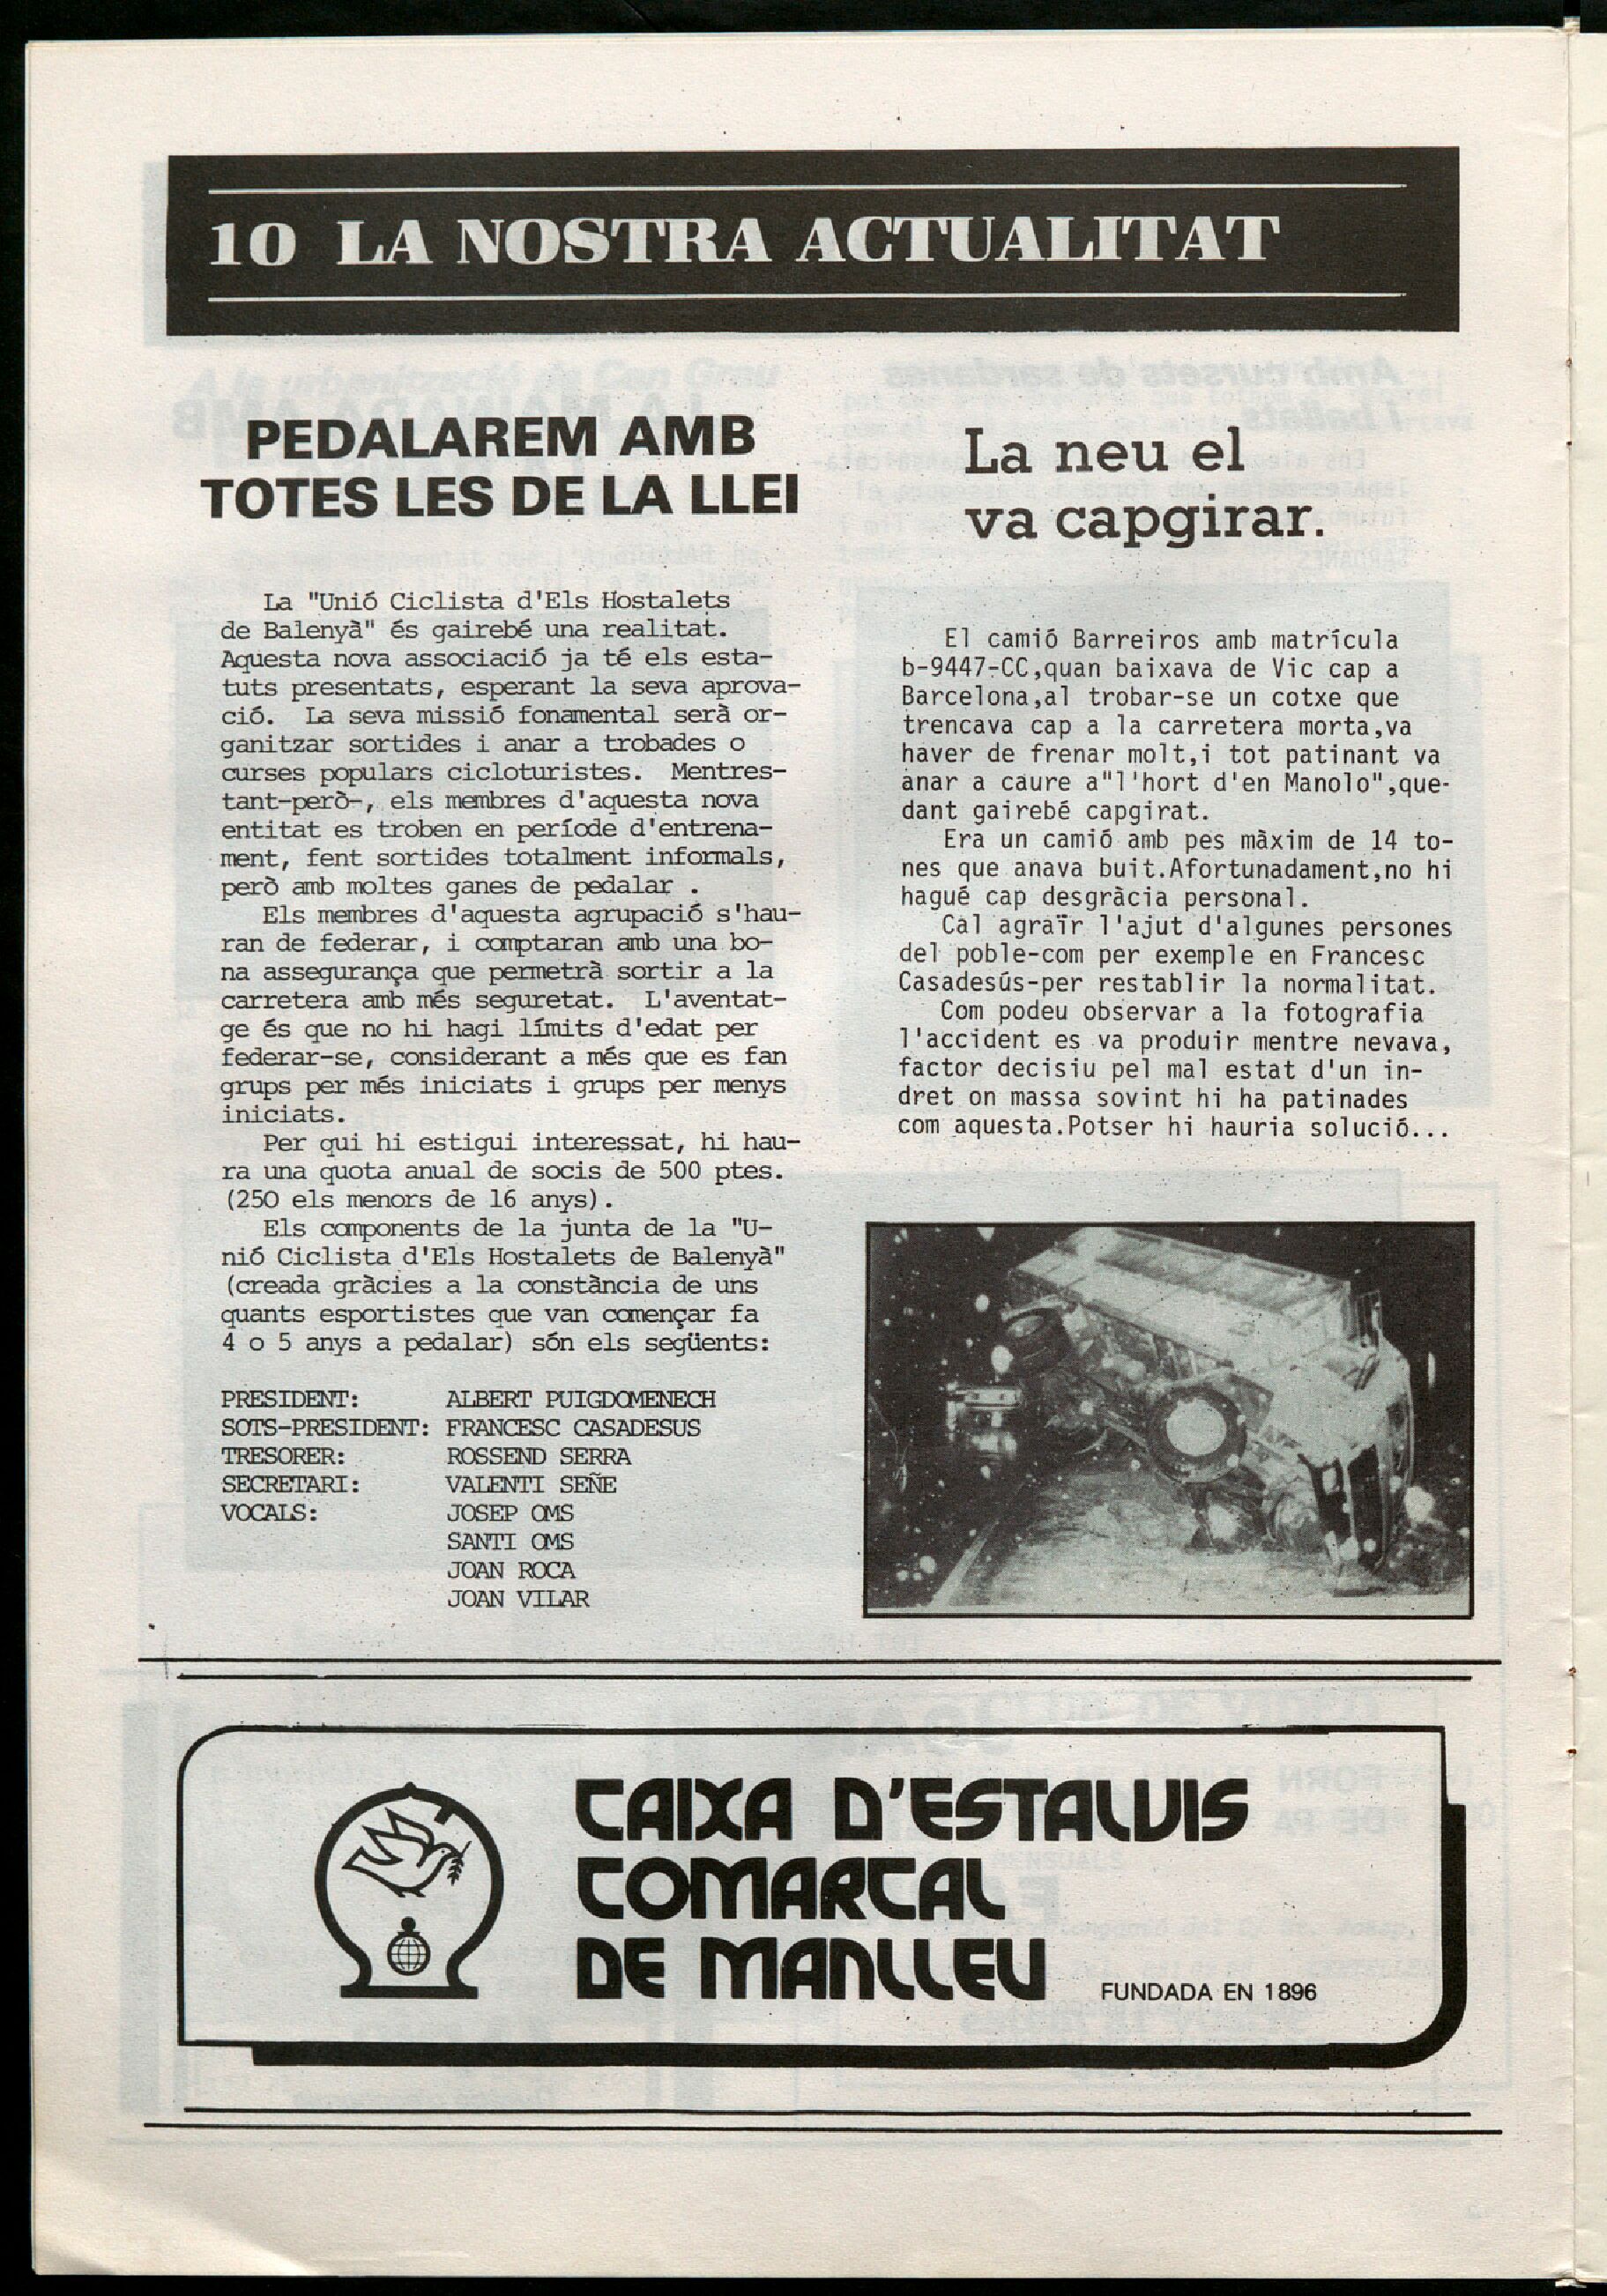 10 LA NOSTRA ACTUALITAT
PEDALAREM AMB
TOTES LES DE LA LLEI
La "Unió Ciclista d'Els Hostalets
de Balenyà" és gairebé una realitat.
Aquesta nova associació ja té els esta-
tuts presentats, esperant la seva aprova-
ció. La seva missió fonamental serà or-
ganitzar sortides i anar a trobades o
curses populars cicloturistes. Mentres-
tant-però-, els membres d'aquesta nova
entitat es troben en període d'entrena-
ment, fent sortides totalment informals,
però amb moltes ganes de pedalar .
Els membres d'aquesta agrupació s'hau-
ran de federar, i comptaran amb una bo-
na assegurança que permetrà sortir a la
carretera amb més seguretat. L'aventat-
ge és que no hi hagi límits d'edat per
federar-se, considerant a més que es fan
grups per més iniciats i grups per menys
iniciats.
Per qui hi estigui interessat, hi hau-
ra una quota anual de socis de 500 ptes.
(250 els menors de 16 anys).
Els components de la junta de la "U-
nió Ciclista d'Els Hostalets de Balenyà"
(creada gràcies a la constància de uns
quants esportistes que van començar fa
4 o 5 anys a pedalar) són els següents:
PRESIDENT: ALBERT PUIGDOMENECH
SOTS-PRESIDENT: FRANCESC CASADESUS
TRESORER: ROSSEND SERRA
SECRETARI: VALENTI SEÑE
VOCALS: JOSEP OMS
SANTI OMS
JOAN ROCA
JOAN VILAR
La neu el
va capgirar.
El camió Barreiros amb matrícula
b-9447-CC,quan baixava de Vic cap a
Barcelona,al trobar-se un cotxe que
trencava cap a la carretera morta,va
haver de frenar molt,i tot patinant va
anar a caure a"l'hort d'en Manolo",que-
dant gairebé capgirat.
Era un camió amb pes màxim de 14 to-
nes que anava buit.Afortunadament,no hi
hagué cap desgràcia personal.
Cal agraïr l'ajut d'algunes persones
del poble-com per exemple en Francesc
Casadesús-per restablir la normalitat.
Com podeu observar a la fotografia
l'accident es va produir mentre nevava,
factor decisiu pel mal estat d'un in-
dret on massa sovint hi ha patinades
com aquesta.Potser hi hauria solució...
CAIXA D'ESTALVIS
COMARCAL
DE MANLLEU
FUNDADA EN 1896